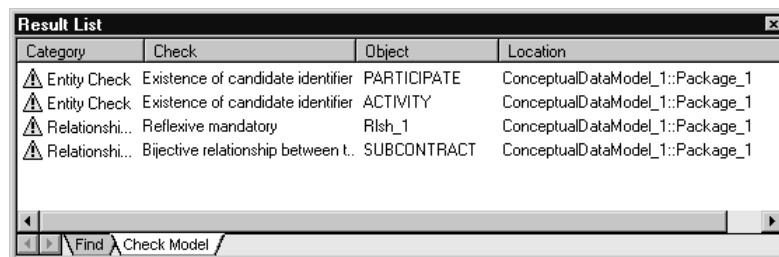 Result List
Category Check Object Location
Entity Check Existence of candidate identifier PARTICIPATE ConceptualDataModel_1::Package_1
Entity Check Existence of candidate identifier ACTIVITY ConceptualDataModel_1::Package_1
Relationshi... Reflexive mandatory Rlsh_1 ConceptualDataModel_1::Package_1
Relationshi... Bijective relationship between t.. SUBCONTRACT ConceptualDataModel_1::Package_1
Find Check Model